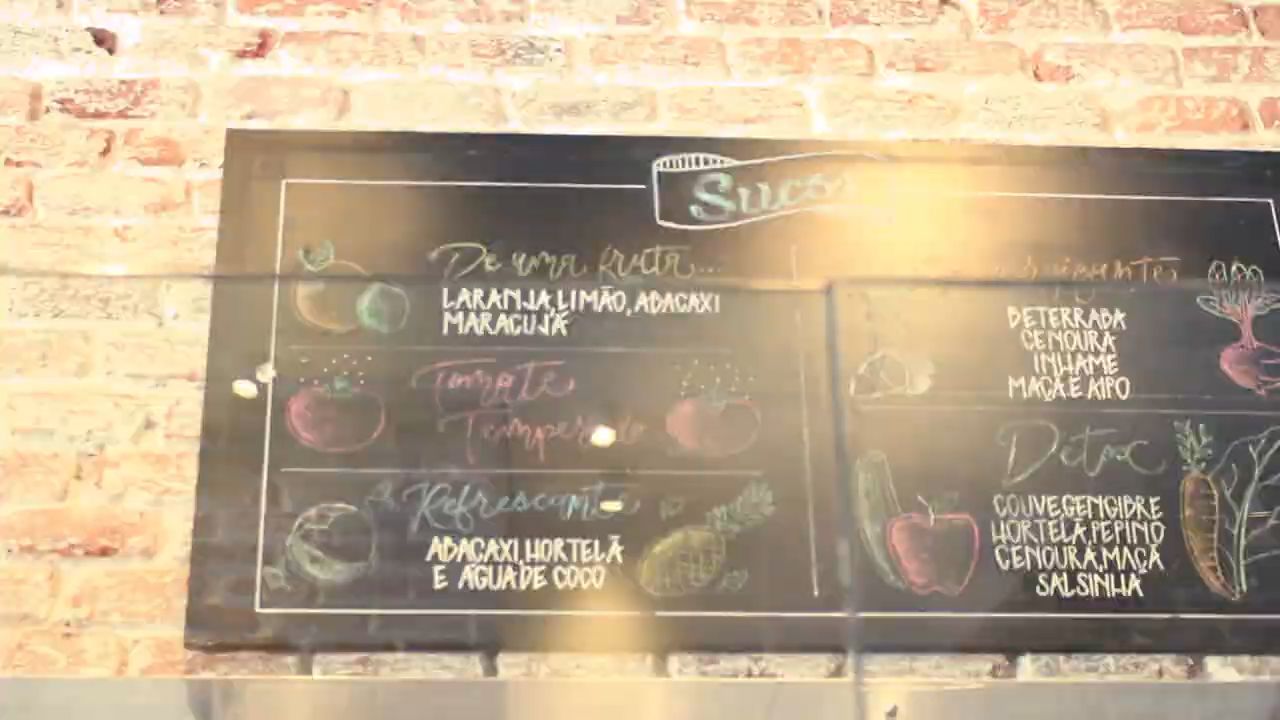 Sucos
De uma fruta...
LARANJA, LIMÃO, ABACAXI
MARACUJÁ
Tomate
Temperado
Refrescante
ABACAXI, HORTELÃ
E ÁGUA DE COCO
BETERRABA
CENOURA
INHAME
MAÇÃ E AIPO
Detox
COUVE, GENGIBRE
HORTELÃ, PEPINO
CENOURA, MAÇÃ
SALSINHA